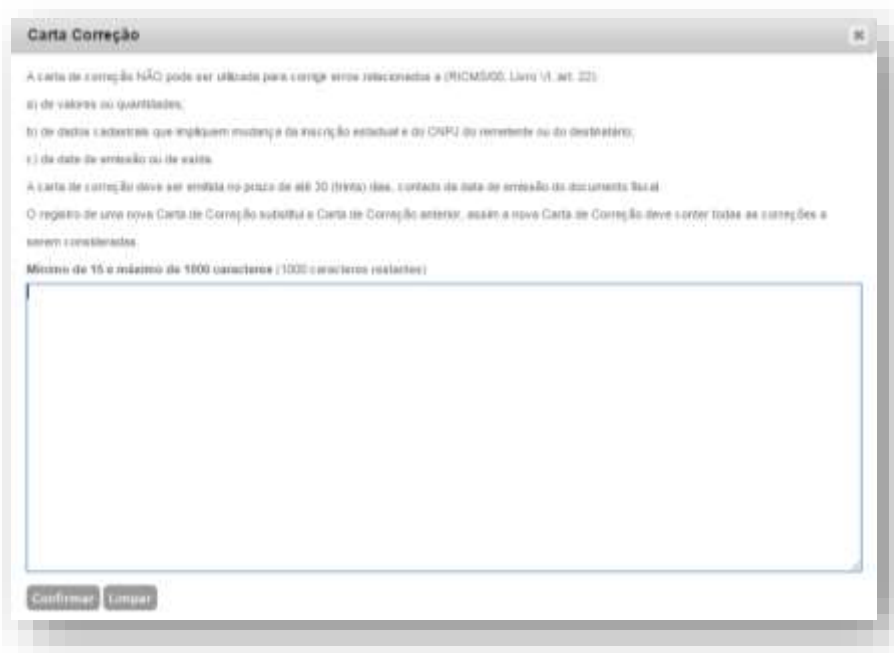 Carta Correção
A carta de correção NÃO pode ser utilizada para corrigir erros relacionados a (RICMS/00, Livro VI, art. 22)
a) de valores ou quantidades;
b) de dados cadastrais que impliquem mudança da inscrição estadual e do CNPJ do remetente ou do destinatário;
c) da data de emissão ou de saída.
A carta de correção deve ser emitida no prazo de até 30 (trinta) dias, contado da data de emissão do documento fiscal.
O registro de uma nova Carta de Correção substitui a Carta de Correção anterior, assim a nova Carta de Correção deve conter todas as correções a
serem consideradas.
Mínimo de 15 e máximo de 1000 caracteres (1000 caracteres restantes)
Confirmar Limpar